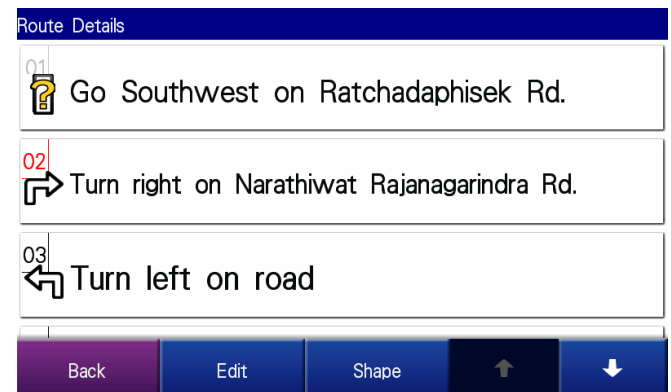 Route Details
01
Go Southwest on Ratchadaphisek Rd.
02
Turn right on Narathiwat Rajanagarindra Rd.
03
Turn left on road
Back Edit Shape